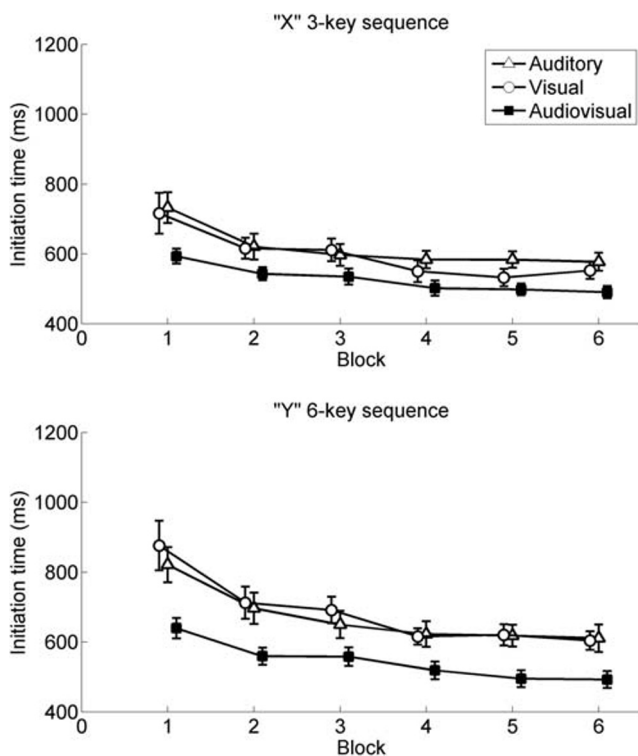 "X" 3-key sequence
1200
1000
800
600
400
Initiation time (ms)
Auditory
Visual
Audiovisual
0 1 2 3 4 5 6
Block
"Y" 6-key sequence
1200
1000
800
600
400
Initiation time (ms)
0 1 2 3 4 5 6
Block